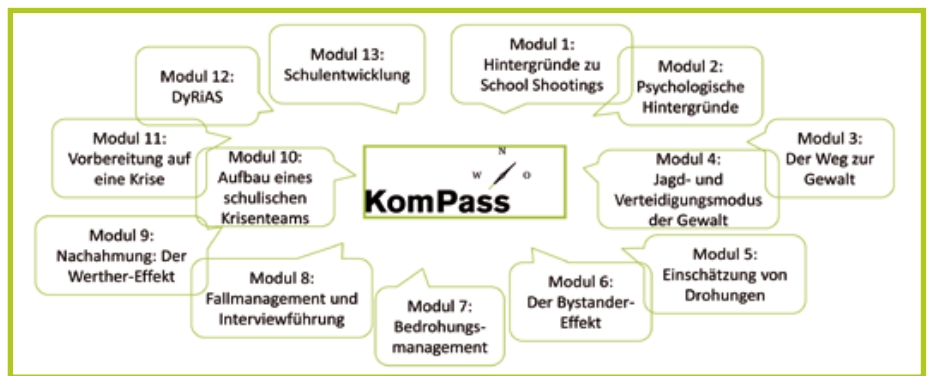 Modul 1:
Hintergründe zu
School Shootings
Modul 2:
Psychologische
Hintergründe
Modul 3:
Der Weg zur
Gewalt
Modul 4:
Jagd- und
Verteidigungsmodus
der Gewalt
Modul 5:
Einschätzung von
Drohungen
Modul 6:
Der Bystander-
Effekt
Modul 7:
Bedrohungs-
management
Modul 8:
Fallmanagement und
Interviewführung
Modul 9:
Nachahmung: Der
Werther-Effekt
Modul 10:
Aufbau eines
schulischen
Krisenteams
Modul 11:
Vorbereitung auf
eine Krise
Modul 12:
DyRiAS
Modul 13:
Schulentwicklung
N
W O
KomPass